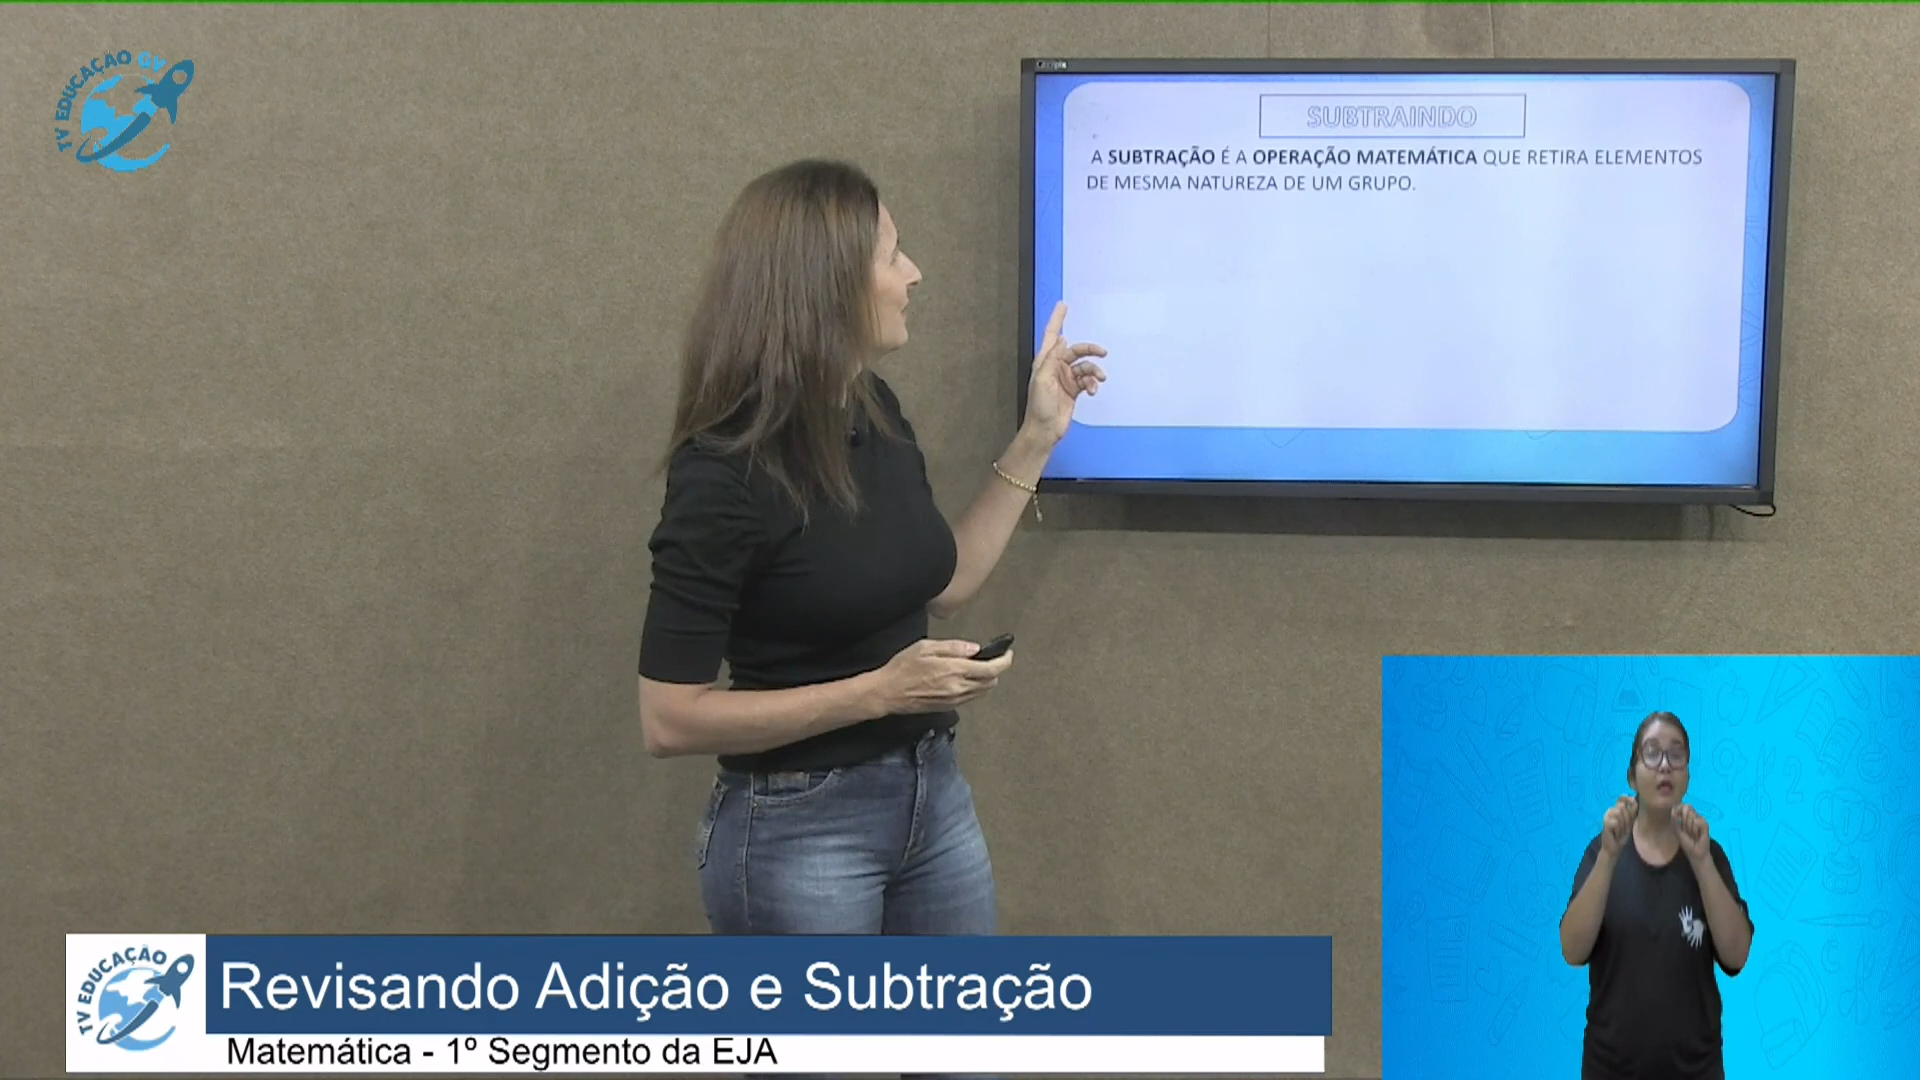 TV EDUCAÇAO GV
SUBTRAINDO
A SUBTRAÇÃO É A OPERAÇÃO MATEMÁTICA QUE RETIRA ELEMENTOS
DE MESMA NATUREZA DE UM GRUPO.
TV EDUCAÇÃO
Revisando Adição e Subtração
Matemática - 1º Segmento da EJA